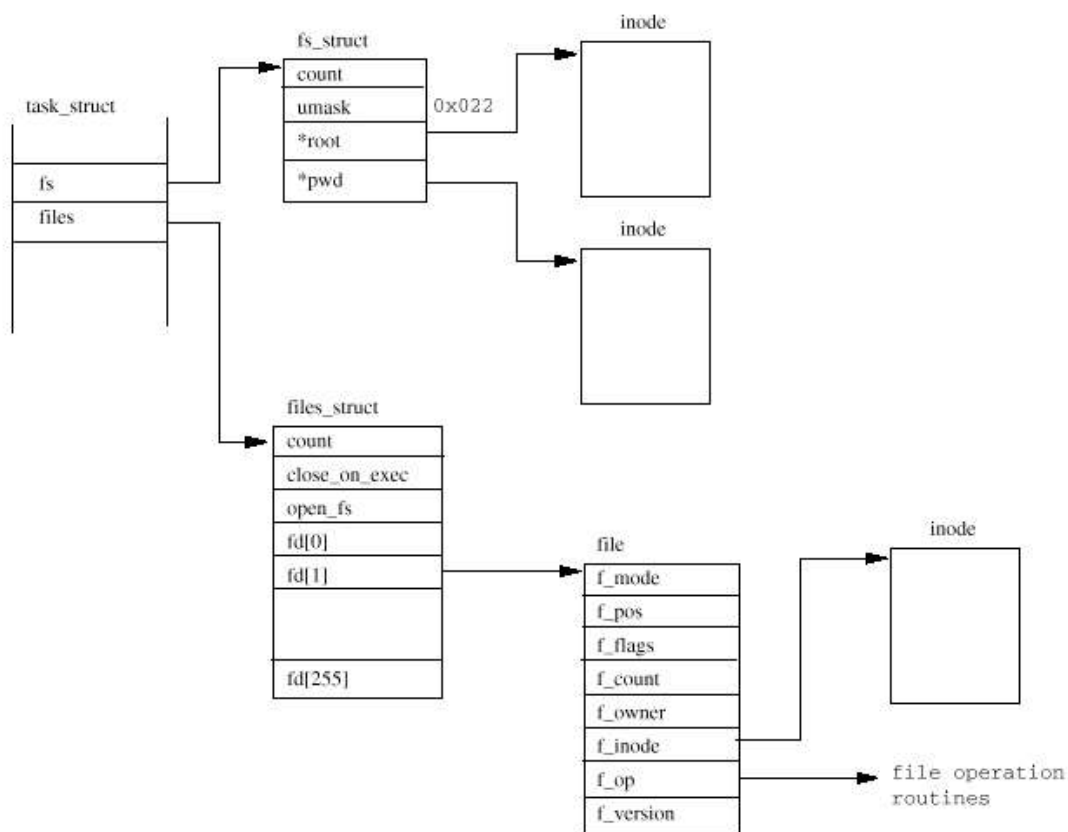 inode
fs_struct
count
umask
0x022
*root
*pwd
task_struct
fs
files
inode
files_struct
count
close_on_exec
open_fs
fd[0]
fd[1]
fd[255]
file
f_mode
f_pos
f_flags
f_count
f_owner
f_inode
f_op
f_version
inode
file operation
routines